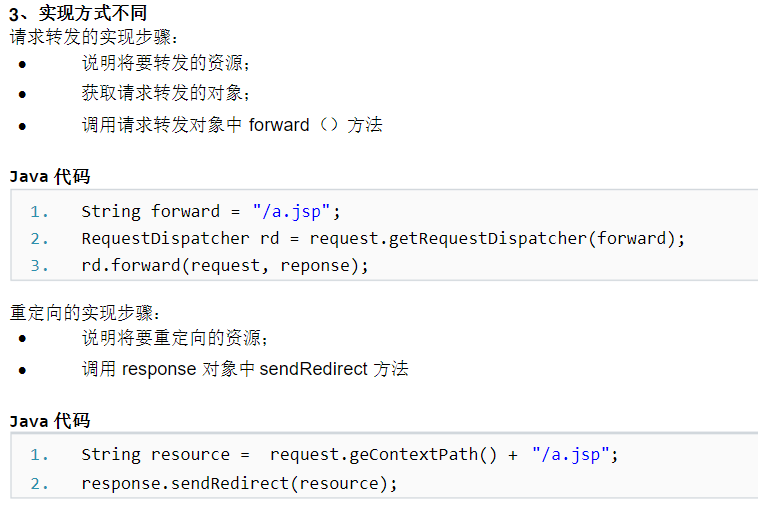 3、实现方式不同
请求转发的实现步骤：
● 说明将要转发的资源；
● 获取请求转发的对象；
● 调用请求转发对象中 forward（）方法
Java 代码
1. String forward = "/a.jsp";
2. RequestDispatcher rd = request.getRequestDispatcher(forward);
3. rd.forward(request, reponse);
重定向的实现步骤：
● 说明将要重定向的资源；
● 调用 response 对象中 sendRedirect 方法
Java 代码
1. String resource =  request.geContextPath() + "/a.jsp";
2. response.sendRedirect(resource);